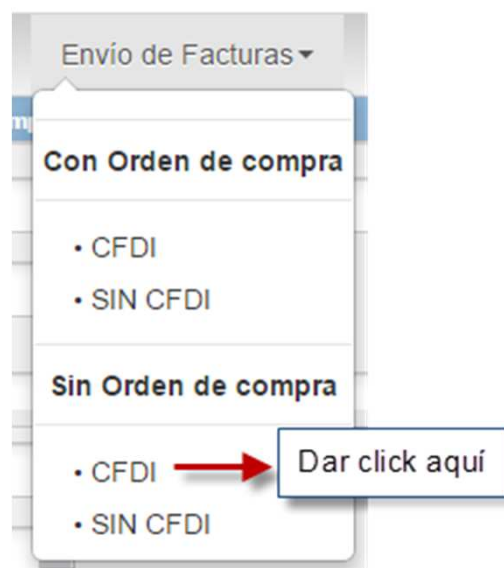 Envío de Facturas
Con Orden de compra
• CFDI
• SIN CFDI
Sin Orden de compra
• CFDI
Dar click aquí
• SIN CFDI